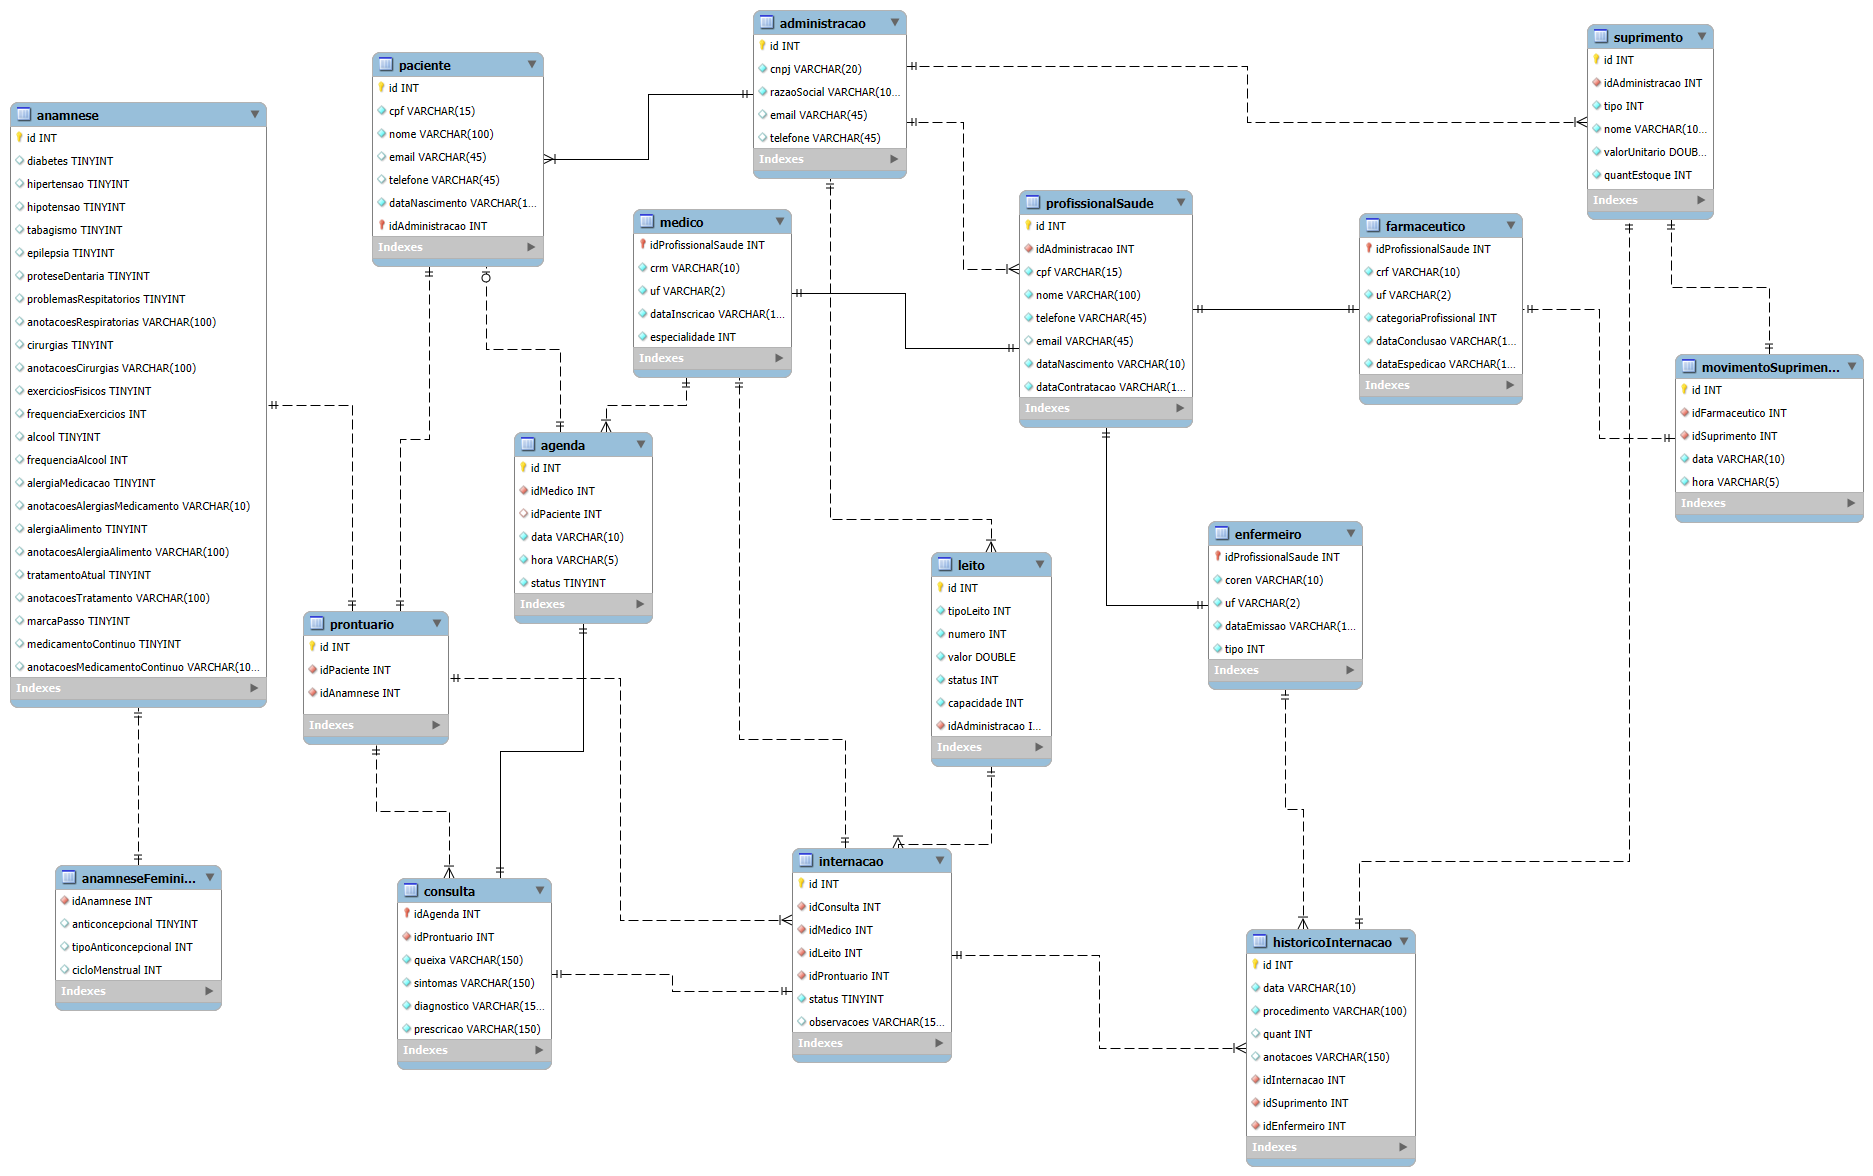 administracao
id INT
cnpj VARCHAR(20)
razaoSocial VARCHAR(10...
email VARCHAR(45)
telefone VARCHAR(45)
Indexes
suprimento
id INT
idAdministracao INT
tipo INT
nome VARCHAR(10...
valorUnitario DOUB...
quantEstoque INT
Indexes
paciente
id INT
cpf VARCHAR(15)
nome VARCHAR(100)
email VARCHAR(45)
telefone VARCHAR(45)
dataNascimento VARCHAR(1...
idAdministracao INT
Indexes
anamnese
id INT
diabetes TINYINT
hipertensao TINYINT
hipotensao TINYINT
tabagismo TINYINT
epilepsia TINYINT
proteseDentaria TINYINT
problemasRespitatorios TINYINT
anotacoesRespiratorias VARCHAR(100)
cirurgias TINYINT
anotacoesCirurgias VARCHAR(100)
exerciciosFisicos TINYINT
frequenciaExercicios INT
alcool TINYINT
frequenciaAlcool INT
alergiaMedicacao TINYINT
anotacoesAlergiasMedicamento VARCHAR(10)
alergiaAlimento TINYINT
anotacoesAlergiaAlimento VARCHAR(100)
tratamentoAtual TINYINT
anotacoesTratamento VARCHAR(100)
marcaPasso TINYINT
medicamentoContinuo TINYINT
anotacoesMedicamentoContinuo VARCHAR(10...
Indexes
medico
idProfissionalSaude INT
crm VARCHAR(10)
uf VARCHAR(2)
dataInscricao VARCHAR(1...
especialidade INT
Indexes
profissionalSaude
id INT
idAdministracao INT
cpf VARCHAR(15)
nome VARCHAR(100)
telefone VARCHAR(45)
email VARCHAR(45)
dataNascimento VARCHAR(10)
dataContratacao VARCHAR(1...
Indexes
farmaceutico
idProfissionalSaude INT
crf VARCHAR(10)
uf VARCHAR(2)
categoriaProfissional INT
dataConclusao VARCHAR(1...
dataEspedicao VARCHAR(1...
Indexes
movimentoSuprimen...
id INT
idFarmaceutico INT
idSuprimento INT
data VARCHAR(10)
hora VARCHAR(5)
Indexes
agenda
id INT
idMedico INT
idPaciente INT
data VARCHAR(10)
hora VARCHAR(5)
status TINYINT
Indexes
enfermeiro
idProfissionalSaude INT
coren VARCHAR(10)
uf VARCHAR(2)
dataEmissao VARCHAR(1...
tipo INT
Indexes
leito
id INT
tipoLeito INT
numero INT
valor DOUBLE
status INT
capacidade INT
idAdministracao I...
Indexes
prontuario
id INT
idPaciente INT
idAnamnese INT
Indexes
anamneseFemini...
idAnamnese INT
anticoncepcional TINYINT
tipoAnticoncepcional INT
cicloMenstrual INT
Indexes
consulta
idAgenda INT
idProntuario INT
queixa VARCHAR(150)
sintomas VARCHAR(150)
diagnostico VARCHAR(15...
prescricao VARCHAR(150)
Indexes
internacao
id INT
idConsulta INT
idMedico INT
idLeito INT
idProntuario INT
status TINYINT
observacoes VARCHAR(15...
Indexes
historicoInternacao
id INT
data VARCHAR(10)
procedimento VARCHAR(100)
quant INT
anotacoes VARCHAR(150)
idInternacao INT
idSuprimento INT
idEnfermeiro INT
Indexes